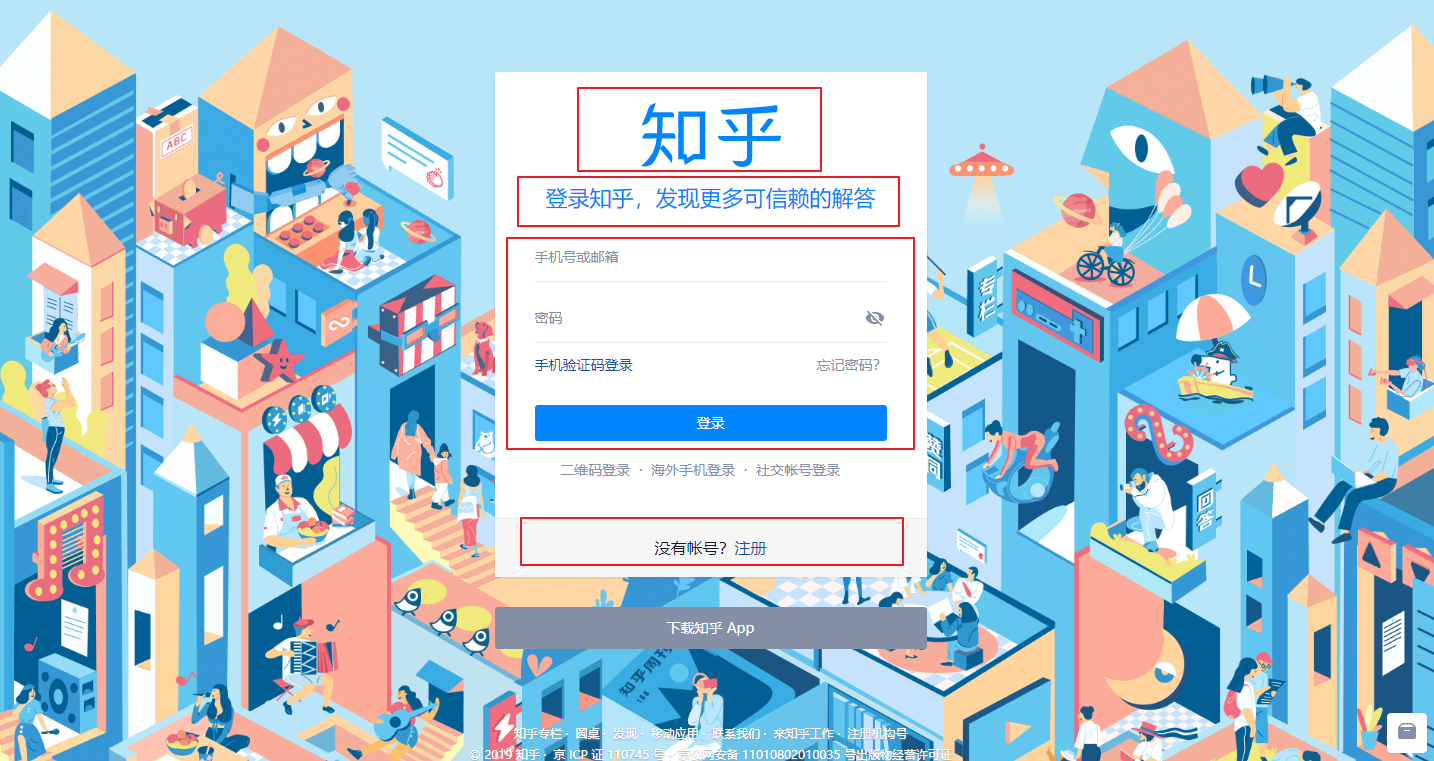 ABC
知乎
登录知乎，发现更多可信赖的解答
手机号或邮箱
密码
手机验证码登录
忘记密码？
登录
二维码登录 · 海外手机登录 · 社交帐号登录
没有帐号？注册
下载知乎 App
专栏
赞同
回答
知乎周刊
知乎专栏 · 圆桌 · 发现 · 移动应用 · 联系我们 · 来知乎工作 · 注册机构号
© 2019 知乎 · 京 ICP 证 110745 号 · 京公网安备 11010802010035 号出版物经营许可证